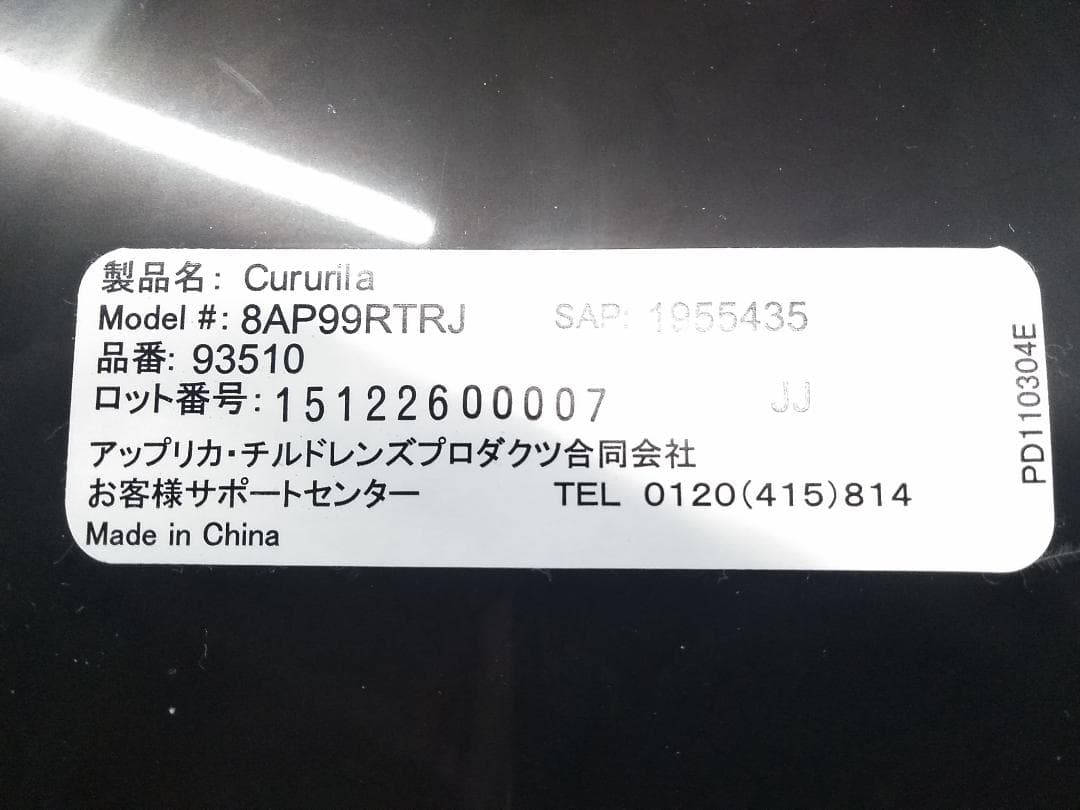 製品名: Cururila
Model #: 8AP99RTRJ SAP: 1955435
品番: 93510
ロット番号: 15122600007 JJ
アップリカ・チルドレンズプロダクツ合同会社
お客様サポートセンター TEL 0120(415)814
Made in China
PD110304E